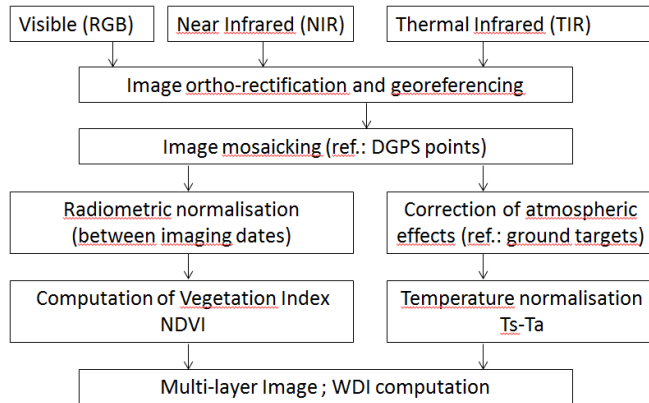 Visible (RGB)
Near Infrared (NIR)
Thermal Infrared (TIR)
Image ortho-rectification and georeferencing
Image mosaicking (ref.: DGPS points)
Radiometric normalisation
(between imaging dates)
Correction of atmospheric
effects (ref.: ground targets)
Computation of Vegetation Index
NDVI
Temperature normalisation
Ts-Ta
Multi-layer Image ; WDI computation